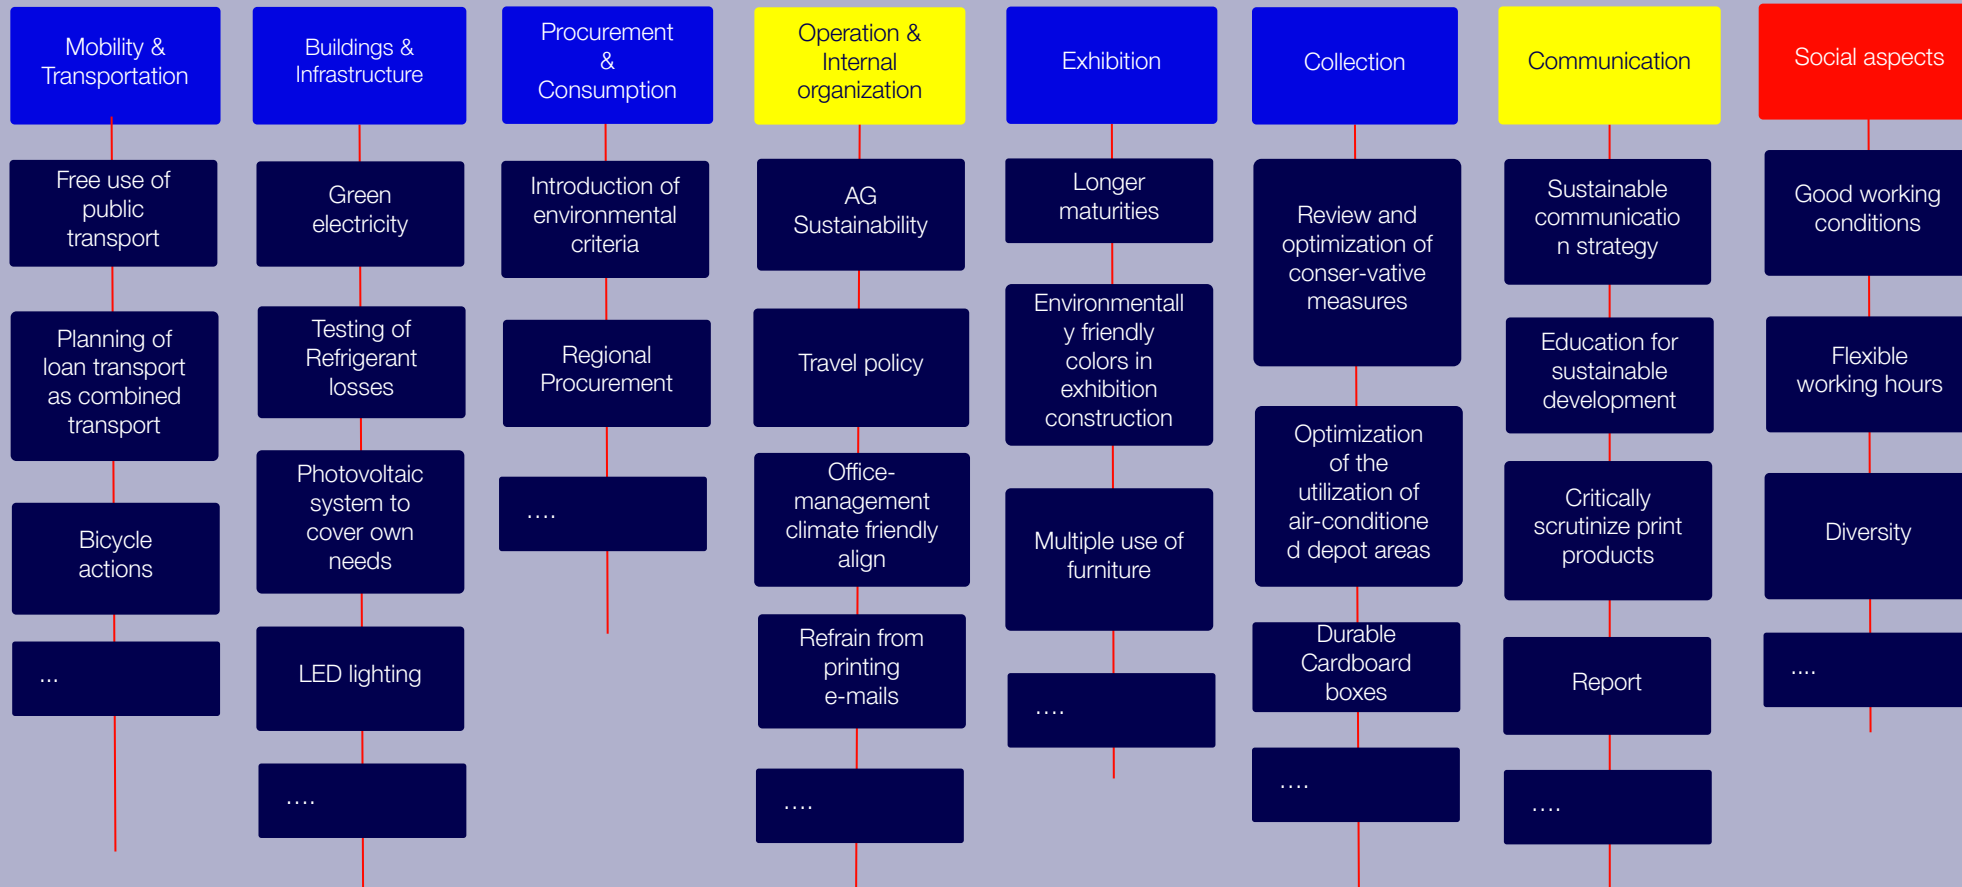 Mobility &
Transportation
Free use of
public
transport
Planning of
loan transport
as combined
transport
Bicycle
actions
...
Buildings &
Infrastructure
Green
electricity
Testing of
Refrigerant
losses
Photovoltaic
system to
cover own
needs
LED lighting
....
Procurement
&
Consumption
Introduction of
environmental
criteria
Regional
Procurement
....
Operation &
Internal
organization
AG
Sustainability
Travel policy
Office-
management
climate friendly
align
Refrain from
printing
e-mails
....
Exhibition
Longer
maturities
Environmentall
y friendly
colors in
exhibition
construction
Multiple use of
furniture
....
Collection
Review and
optimization of
conser-vative
measures
Optimization
of the
utilization of
air-conditione
d depot areas
Durable
Cardboard
boxes
....
Communication
Sustainable
communicatio
n strategy
Education for
sustainable
development
Critically
scrutinize print
products
Report
....
Social aspects
Good working
conditions
Flexible
working hours
Diversity
....